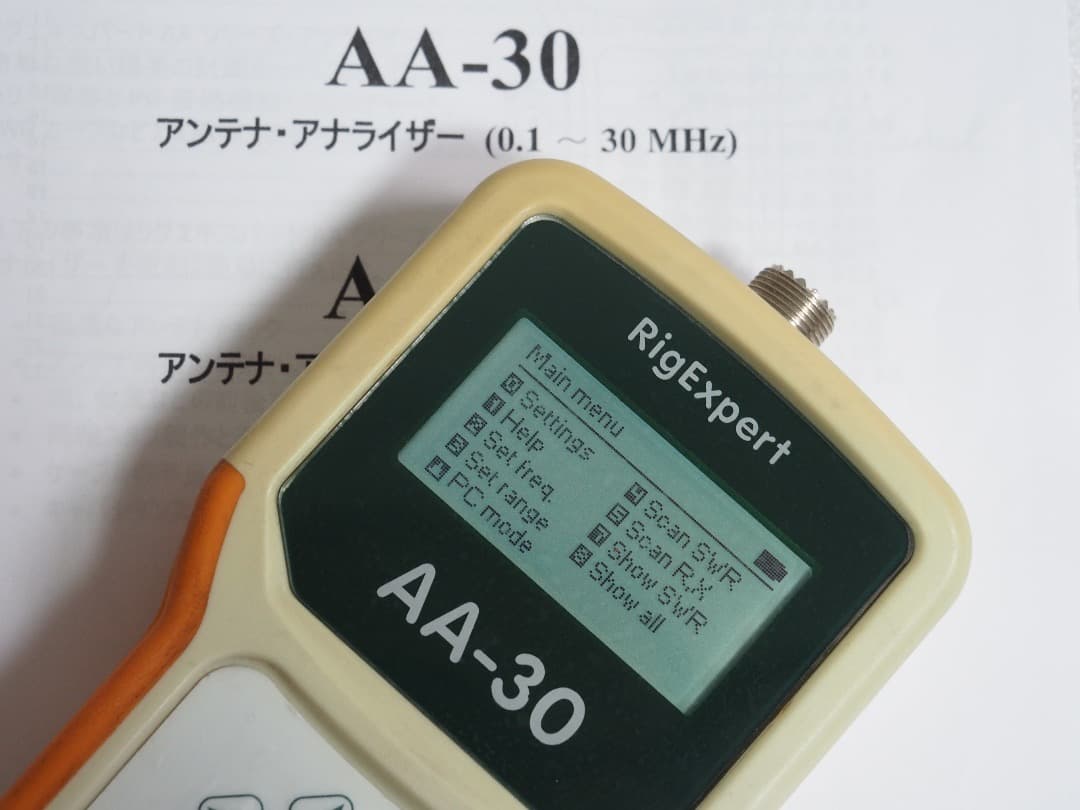 AA-30
アンテナ・アナライザー (0.1 ～ 30 MHz)
A
アンテナ・ア
RigExpert
Main menu
Settings
Help
Set freq.
Set range
PC mode
Scan SWR
Scan R,X
Show SWR
Show all
AA-30